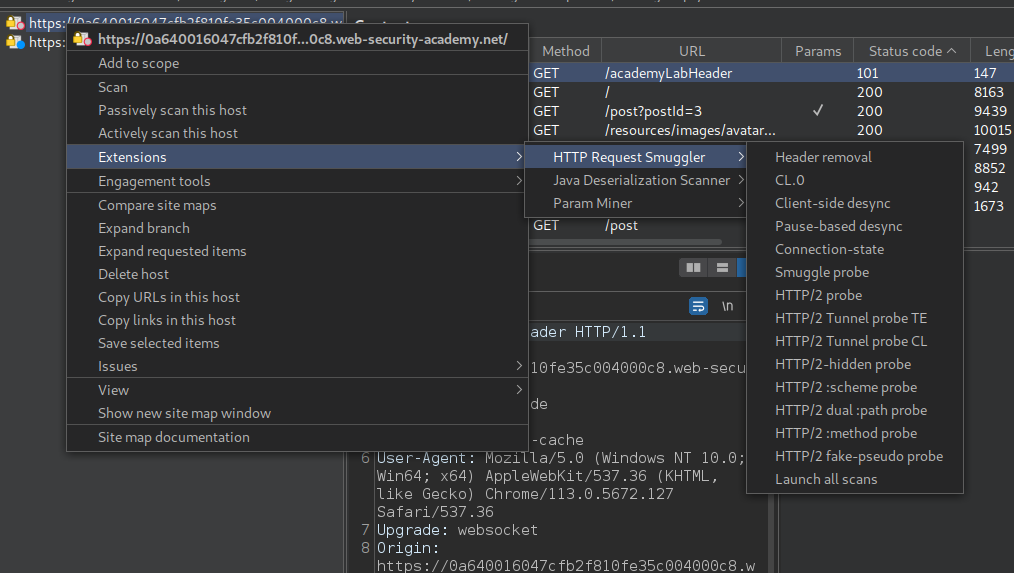 https://0a640016047cfb2f810fe35c004000c8.w
https:
https://0a640016047cfb2f810f...0c8.web-security-academy.net/
Add to scope
Scan
Passively scan this host
Actively scan this host
Extensions
Engagement tools
Compare site maps
Expand branch
Expand requested items
Delete host
Copy URLs in this host
Copy links in this host
Save selected items
Issues
View
Show new site map window
Site map documentation
HTTP Request Smuggler
Java Deserialization Scanner
Param Miner
Header removal
CL.0
Client-side desync
Pause-based desync
Connection-state
Smuggle probe
HTTP/2 probe
HTTP/2 Tunnel probe TE
HTTP/2 Tunnel probe CL
HTTP/2-hidden probe
HTTP/2 :scheme probe
HTTP/2 dual :path probe
HTTP/2 :method probe
HTTP/2 fake-pseudo probe
Launch all scans
Method URL Params Status code Leng
GET /academyLabHeader 101 147
GET / 200 8163
GET /post?postId=3 ✓ 200 9439
GET /resources/images/avatar... 200 10015
7499
8852
942
1673
GET /post
\n
ader HTTP/1.1
10fe35c004000c8.web-secu
de
-cache
6 User-Agent: Mozilla/5.0 (Windows NT 10.0;
Win64; x64) AppleWebKit/537.36 (KHTML,
like Gecko) Chrome/113.0.5672.127
Safari/537.36
7 Upgrade: websocket
8 Origin:
https://0a640016047cfb2f810fe35c004000c8.w